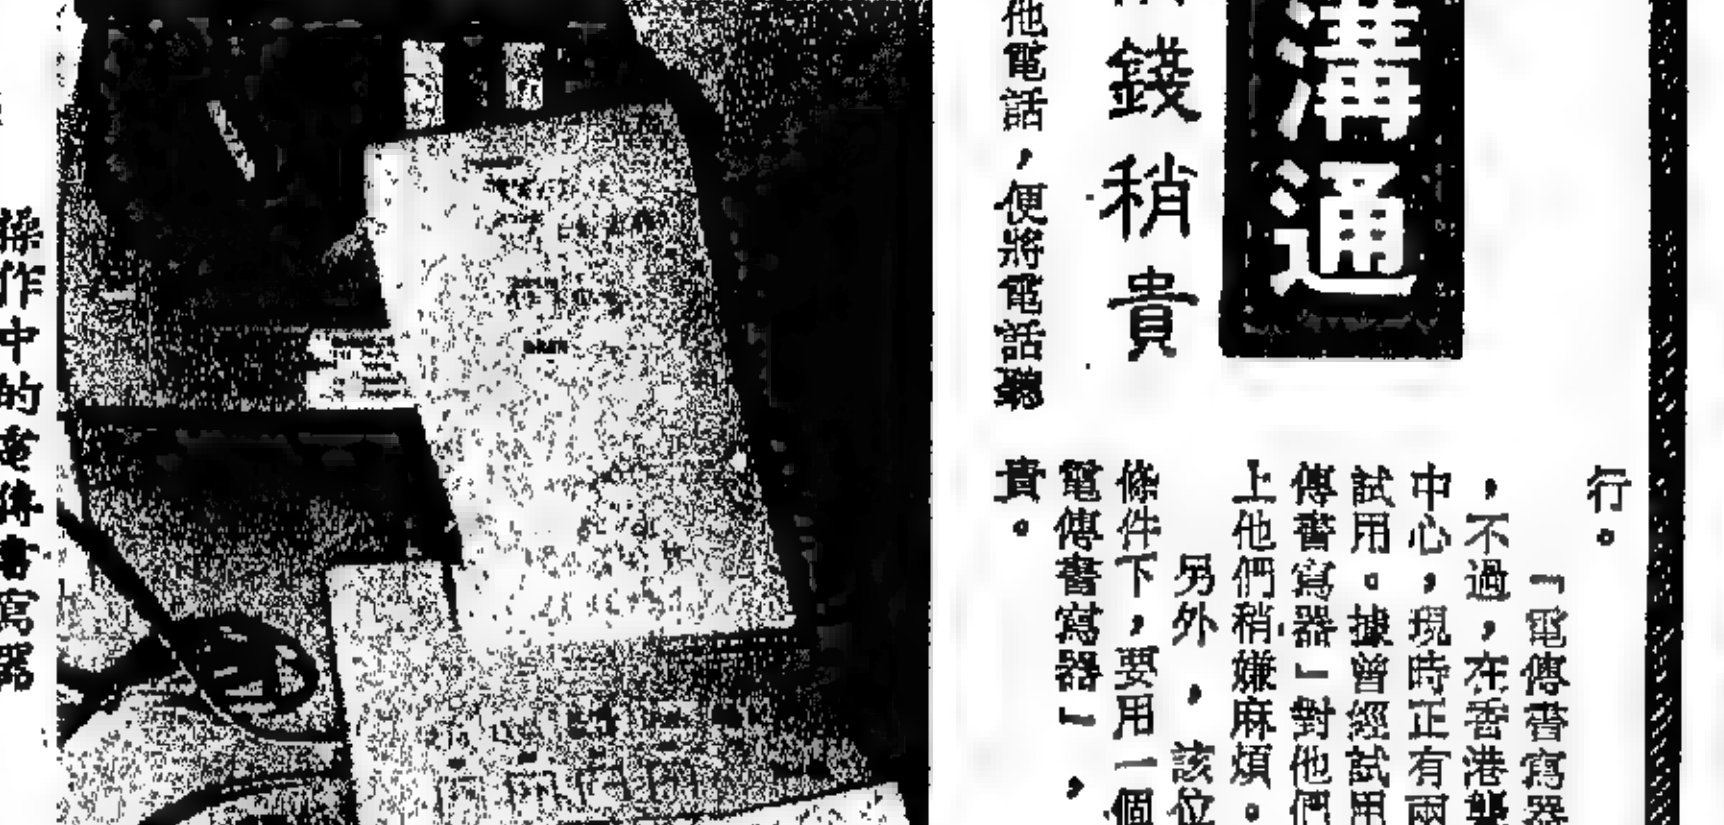 溝通
錢稍貴
他電話，便將電話聽
行。
「電傳書寫器
，不過，在香港聾
中心，現時正有兩
試用。據曾經試用
傳書寫器」對他們
上他們稍嫌麻煩。
另外，該位
條件下，要用一個
電傳書寫器」，
貴。
操作中的電傳書寫器